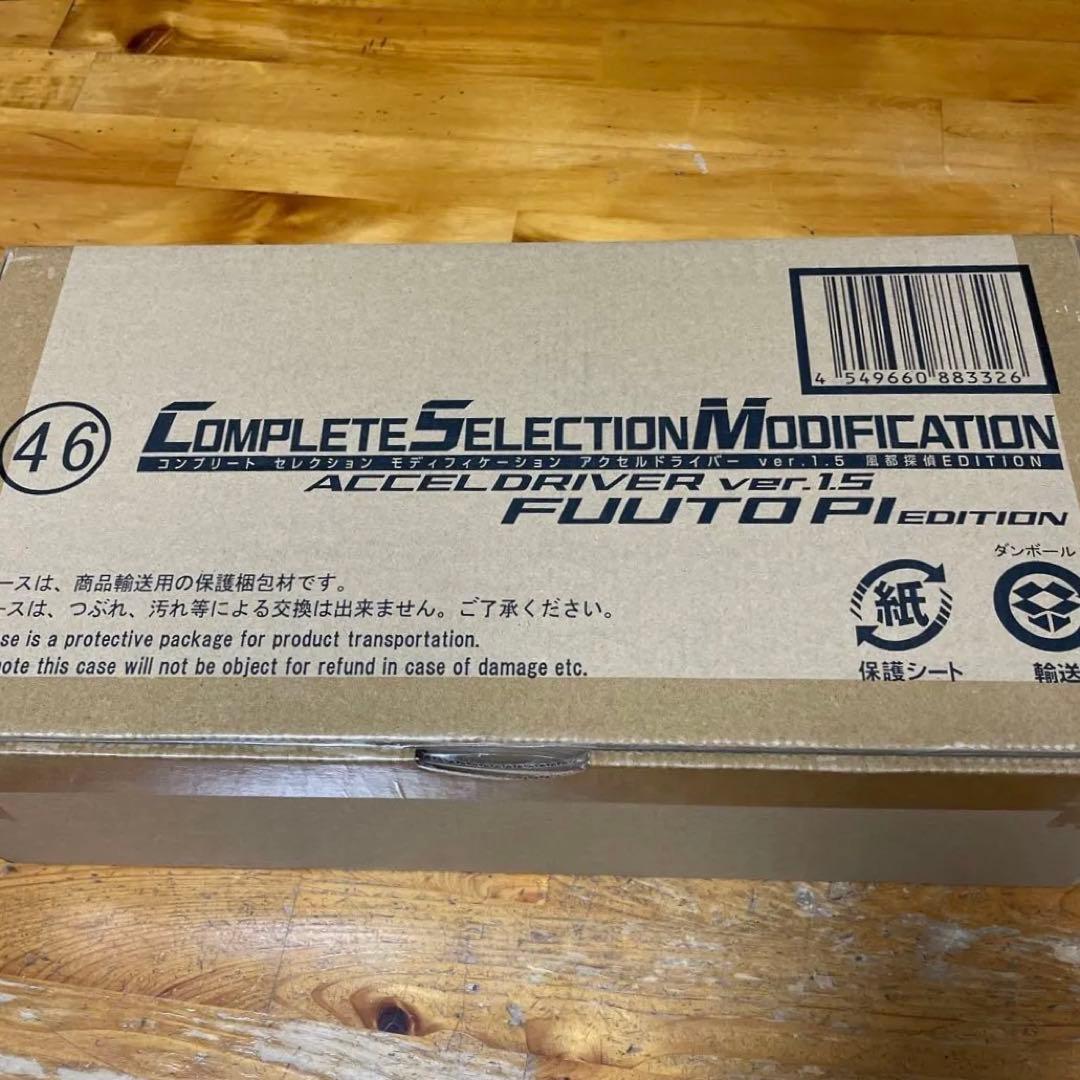 4 549660 883326
46
COMPLETE SELECTION MODIFICATION
コンプリート セレクション モディフィケーション アクセルドライバー ver.1.5 風都探偵EDITION
ACCELDRIVER ver.1.5
FUUTO PI EDITION
ースは、商品輸送用の保護梱包材です。
ースは、つぶれ、汚れ等による交換は出来ません。ご了承ください。
se is a protective package for product transportation.
note this case will not be object for refund in case of damage etc.
紙
保護シート
ダンボール
輸送